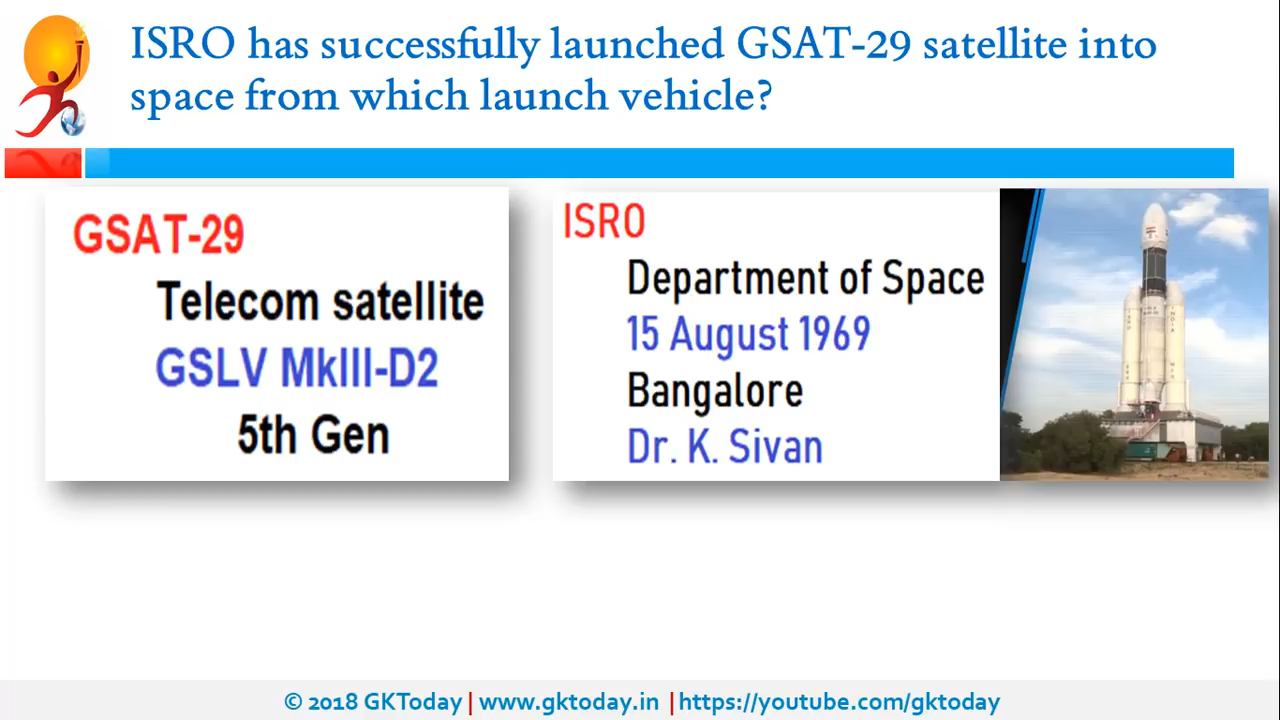 ISRO has successfully launched GSAT-29 satellite into
space from which launch vehicle?
GSAT-29
Telecom satellite
GSLV MkIII-D2
5th Gen
ISRO
Department of Space
15 August 1969
Bangalore
Dr. K. Sivan
© 2018 GKToday | www.gktoday.in | https://youtube.com/gktoday